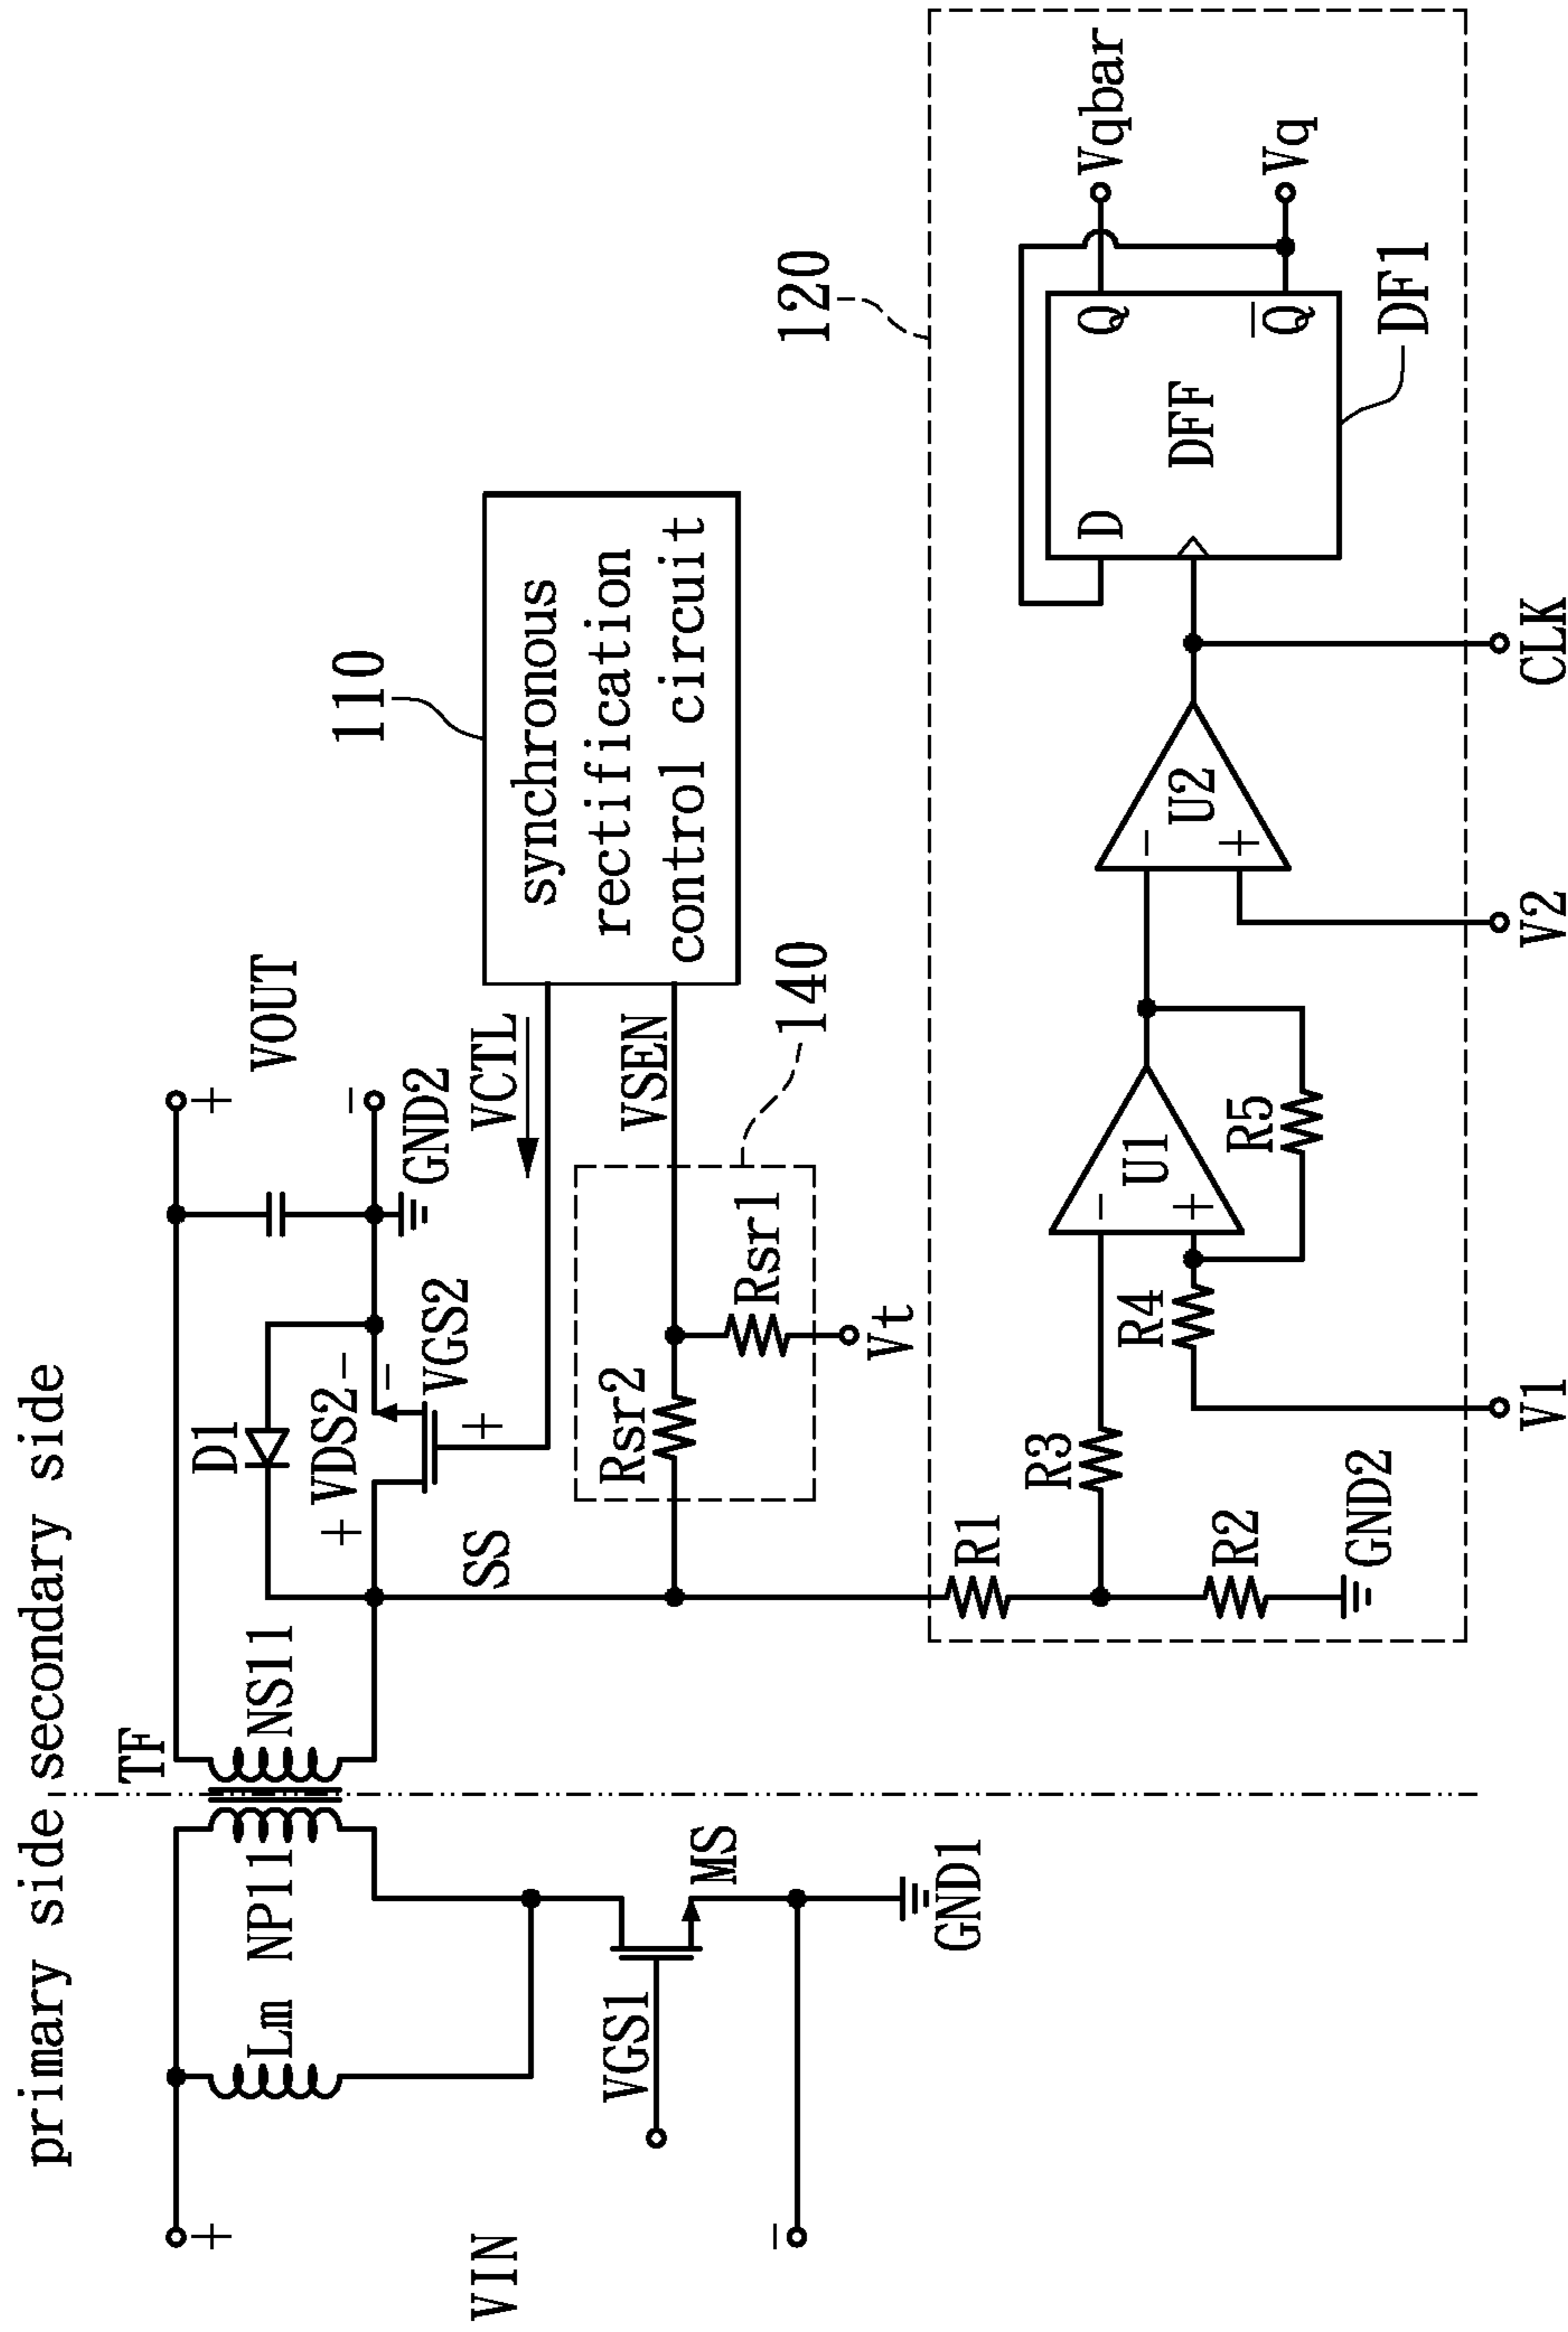 primary side
secondary side
TF
VIN
+
-
Lm
NP11
NS11
VGS1
MS
GND1
D1
+
VDS2
-
-
VGS2
+
SS
VOUT
+
-
GND2
VCTL
VSEN
110
synchronous
rectification
control circuit
140
Rsr2
Rsr1
Vt
120
R1
R2
GND2
R3
R4
V1
-
U1
+
R5
-
U2
+
V2
CLK
D
DFF
Q
Q̅
DF1
Vqbar
Vq